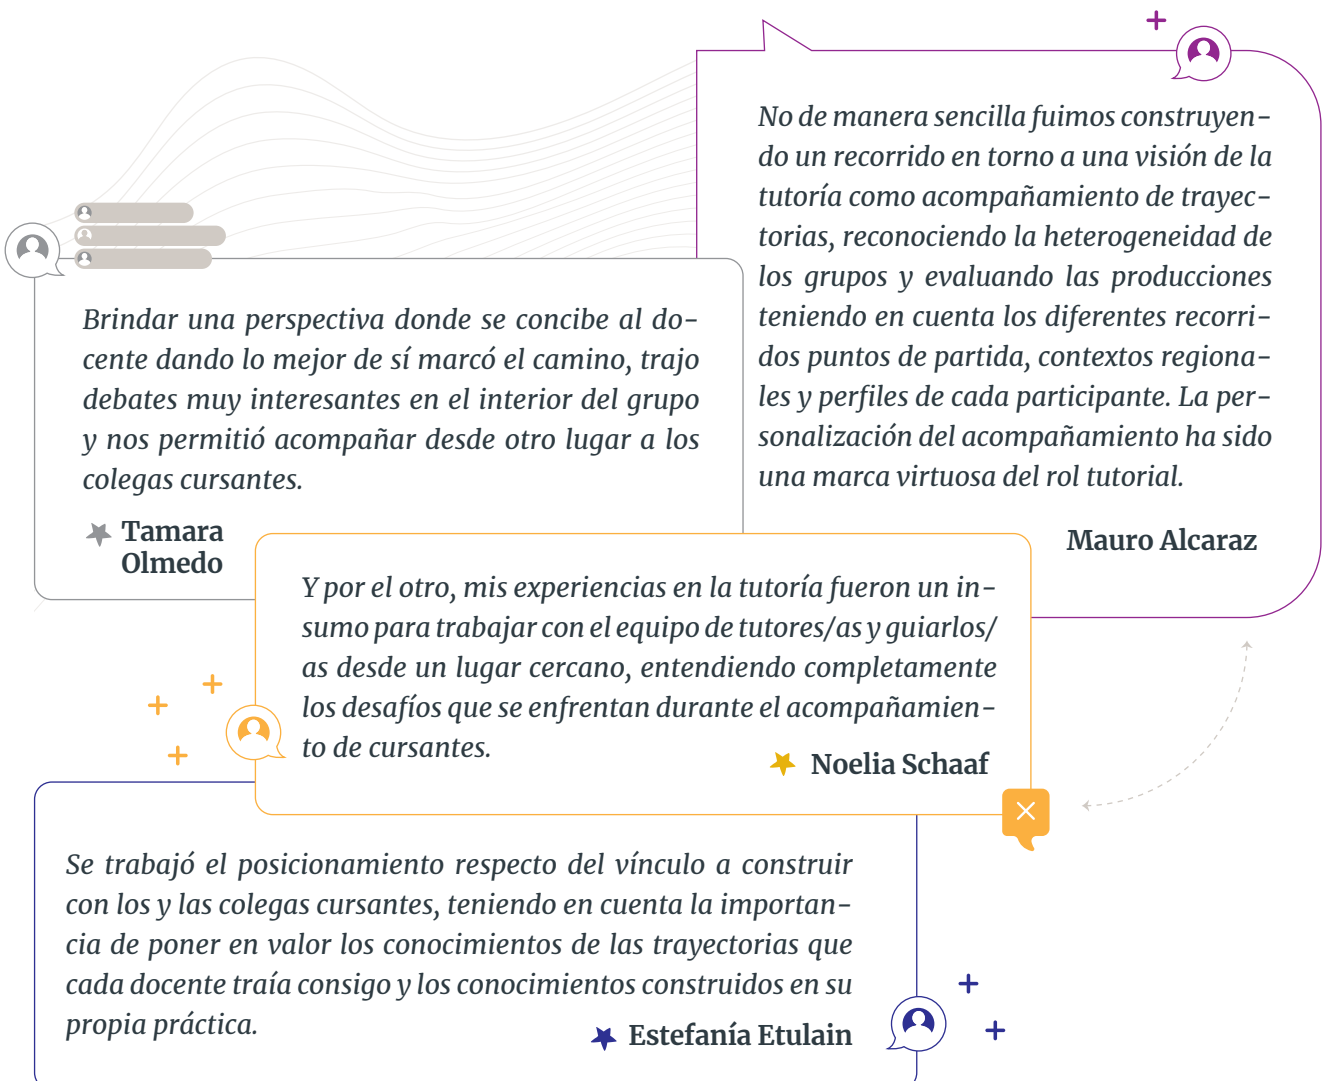 No de manera sencilla fuimos construyen-
do un recorrido en torno a una visión de la
tutoría como acompañamiento de trayec-
torias, reconociendo la heterogeneidad de
los grupos y evaluando las producciones
teniendo en cuenta los diferentes recorri-
dos puntos de partida, contextos regiona-
les y perfiles de cada participante. La per-
sonalización del acompañamiento ha sido
una marca virtuosa del rol tutorial.
Mauro Alcaraz
Brindar una perspectiva donde se concibe al do-
cente dando lo mejor de sí marcó el camino, trajo
debates muy interesantes en el interior del grupo
y nos permitió acompañar desde otro lugar a los
colegas cursantes.
Tamara
Olmedo
Y por el otro, mis experiencias en la tutoría fueron un in-
sumo para trabajar con el equipo de tutores/as y guiarlos/
as desde un lugar cercano, entendiendo completamente
los desafíos que se enfrentan durante el acompañamien-
to de cursantes.
Noelia Schaaf
Se trabajó el posicionamiento respecto del vínculo a construir
con los y las colegas cursantes, teniendo en cuenta la importan-
cia de poner en valor los conocimientos de las trayectorias que
cada docente traía consigo y los conocimientos construidos en su
propia práctica.
Estefanía Etulain